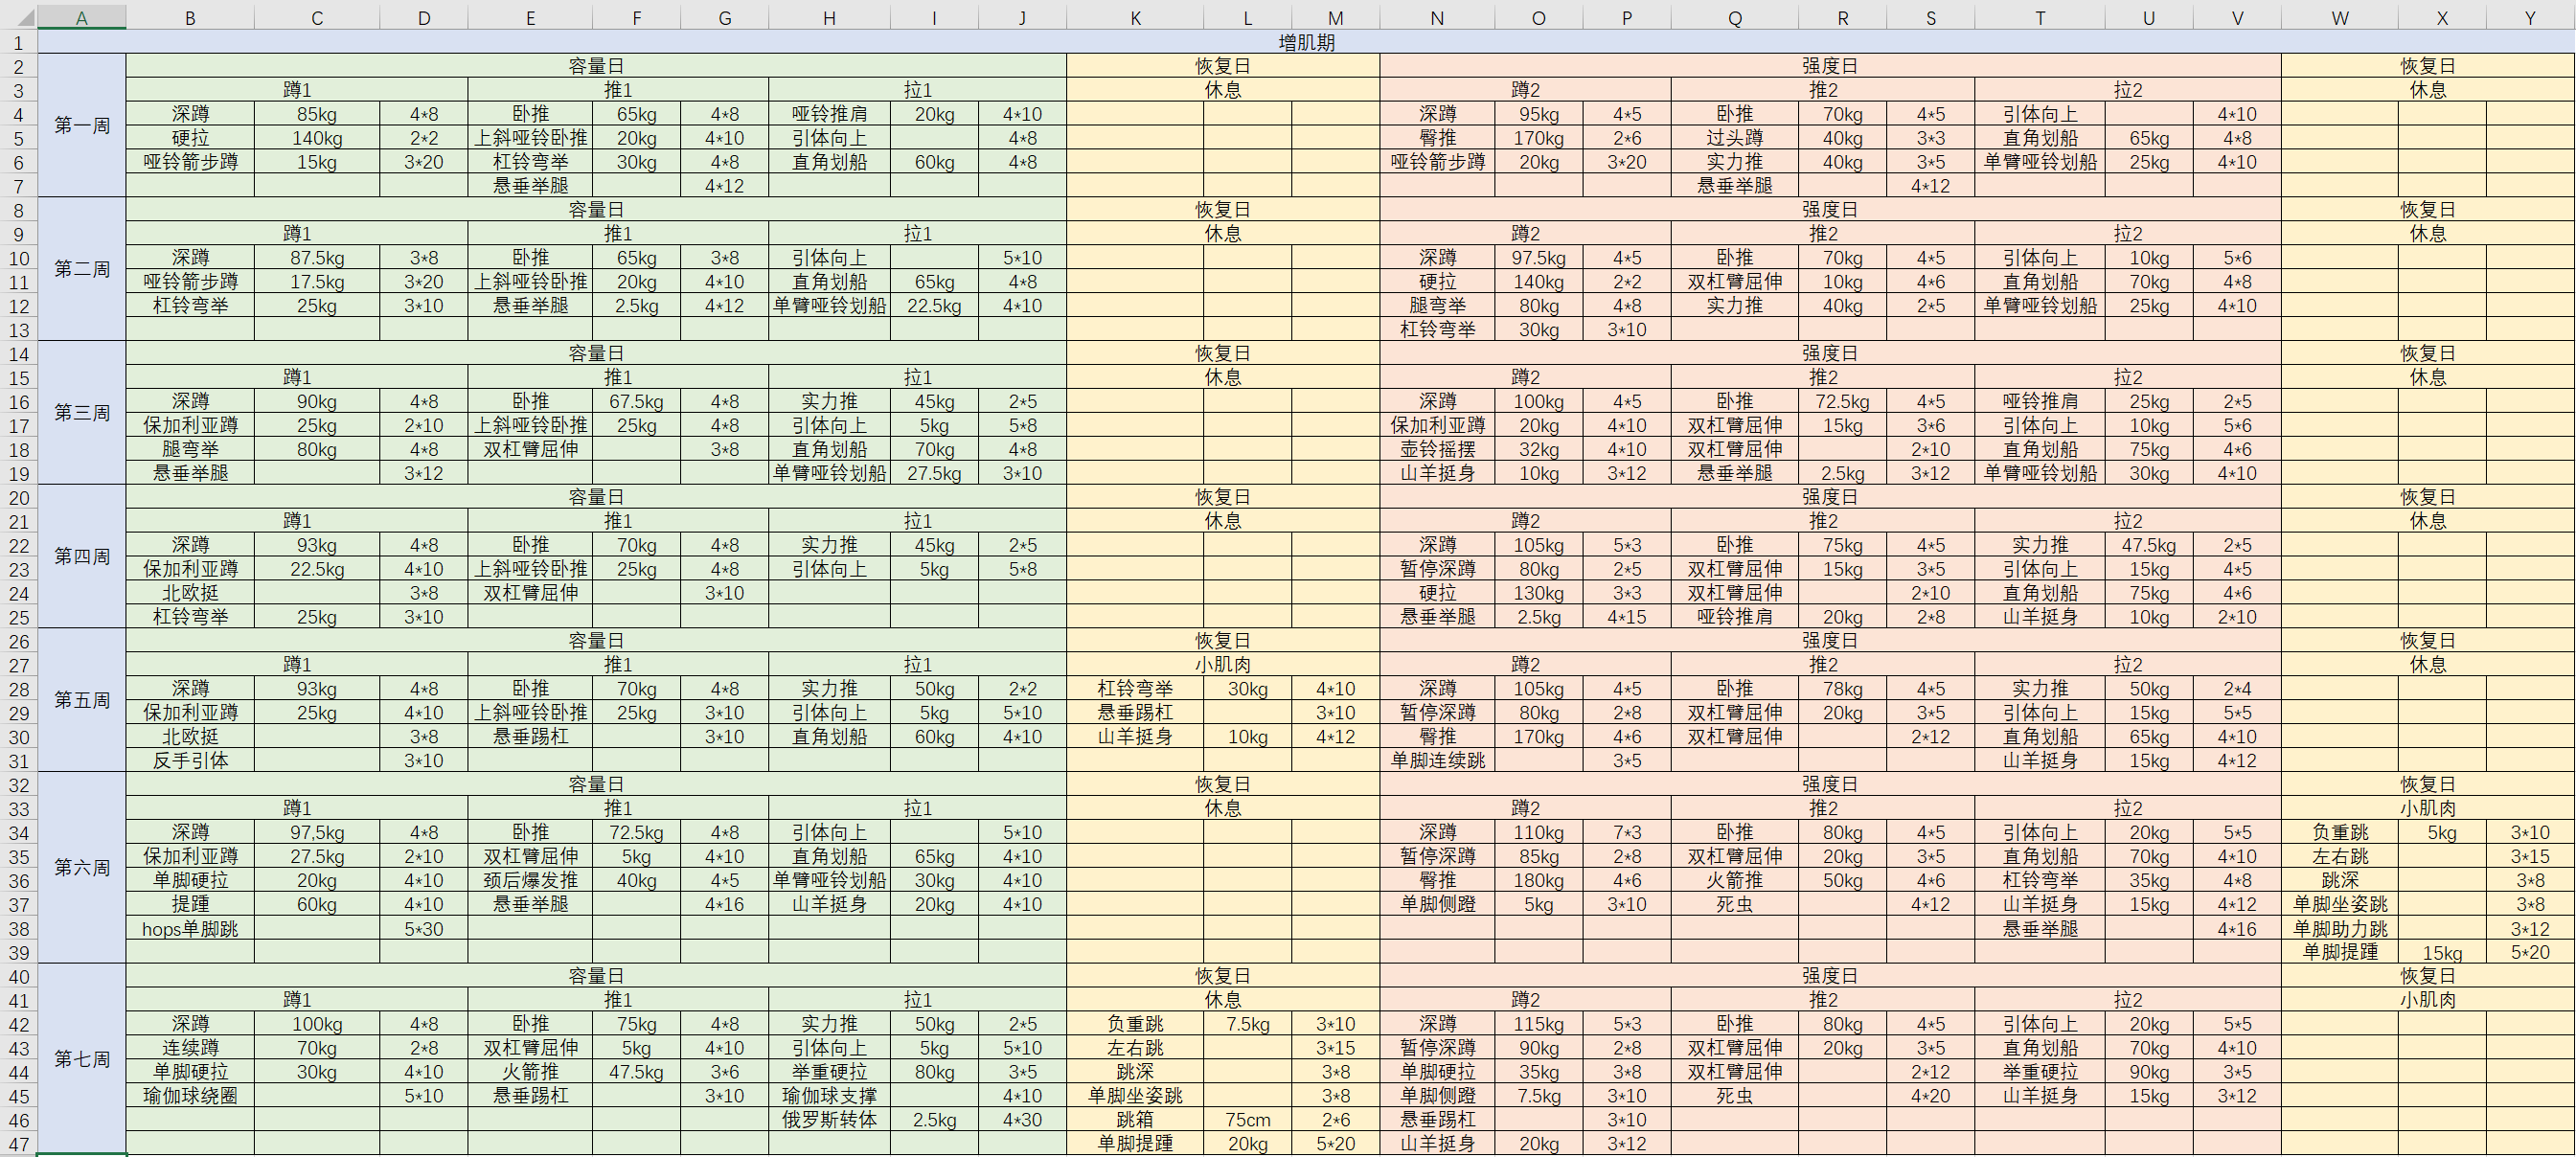 A B C D E F G H I J K L M N O P Q R S T U V W X Y
1 增肌期
2 容量日 恢复日 强度日 恢复日
3 第一周 蹲1 推1 拉1 休息 蹲2 推2 拉2 休息
4 深蹲 85kg 4*8 卧推 65kg 4*8 哑铃推肩 20kg 4*10 深蹲 95kg 4*5 卧推 70kg 4*5 引体向上 4*10
5 硬拉 140kg 2*2 上斜哑铃卧推 20kg 4*10 引体向上 4*8 臀推 170kg 2*6 过头蹲 40kg 3*3 直角划船 65kg 4*8
6 哑铃箭步蹲 15kg 3*20 杠铃弯举 30kg 4*8 直角划船 60kg 4*8 哑铃箭步蹲 20kg 3*20 实力推 40kg 3*5 单臂哑铃划船 25kg 4*10
7 悬垂举腿 4*12 悬垂举腿 4*12
8 容量日 恢复日 强度日 恢复日
9 第二周 蹲1 推1 拉1 休息 蹲2 推2 拉2 休息
10 深蹲 87.5kg 3*8 卧推 65kg 3*8 引体向上 5*10 深蹲 97.5kg 4*5 卧推 70kg 4*5 引体向上 10kg 5*6
11 哑铃箭步蹲 17.5kg 3*20 上斜哑铃卧推 20kg 4*10 直角划船 65kg 4*8 硬拉 140kg 2*2 双杠臂屈伸 10kg 4*6 直角划船 70kg 4*8
12 杠铃弯举 25kg 3*10 悬垂举腿 2.5kg 4*12 单臂哑铃划船 22.5kg 4*10 腿弯举 80kg 4*8 实力推 40kg 2*5 单臂哑铃划船 25kg 4*10
13 杠铃弯举 30kg 3*10
14 容量日 恢复日 强度日 恢复日
15 第三周 蹲1 推1 拉1 休息 蹲2 推2 拉2 休息
16 深蹲 90kg 4*8 卧推 67.5kg 4*8 实力推 45kg 2*5 深蹲 100kg 4*5 卧推 72.5kg 4*5 哑铃推肩 25kg 2*5
17 保加利亚蹲 25kg 2*10 上斜哑铃卧推 25kg 4*8 引体向上 5kg 5*8 保加利亚蹲 20kg 4*10 双杠臂屈伸 15kg 3*6 引体向上 10kg 5*6
18 腿弯举 80kg 4*8 双杠臂屈伸 3*8 直角划船 70kg 4*8 壶铃摇摆 32kg 4*10 双杠臂屈伸 2*10 直角划船 75kg 4*6
19 悬垂举腿 3*12 单臂哑铃划船 27.5kg 3*10 山羊挺身 10kg 3*12 悬垂举腿 2.5kg 3*12 单臂哑铃划船 30kg 4*10
20 容量日 恢复日 强度日 恢复日
21 第四周 蹲1 推1 拉1 休息 蹲2 推2 拉2 休息
22 深蹲 93kg 4*8 卧推 70kg 4*8 实力推 45kg 2*5 深蹲 105kg 5*3 卧推 75kg 4*5 实力推 47.5kg 2*5
23 保加利亚蹲 22.5kg 4*10 上斜哑铃卧推 25kg 4*8 引体向上 5kg 5*8 暂停深蹲 80kg 2*5 双杠臂屈伸 15kg 3*5 引体向上 15kg 4*5
24 北欧挺 3*8 双杠臂屈伸 3*10 硬拉 130kg 3*3 双杠臂屈伸 2*10 直角划船 75kg 4*6
25 杠铃弯举 25kg 3*10 悬垂举腿 2.5kg 4*15 哑铃推肩 20kg 2*8 山羊挺身 10kg 2*10
26 容量日 恢复日 强度日 恢复日
27 第五周 蹲1 推1 拉1 小肌肉 蹲2 推2 拉2 休息
28 深蹲 93kg 4*8 卧推 70kg 4*8 实力推 50kg 2*2 杠铃弯举 30kg 4*10 深蹲 105kg 4*5 卧推 78kg 4*5 实力推 50kg 2*4
29 保加利亚蹲 25kg 4*10 上斜哑铃卧推 25kg 3*10 引体向上 5kg 5*10 悬垂踢杠 3*10 暂停深蹲 80kg 2*8 双杠臂屈伸 20kg 3*5 引体向上 15kg 5*5
30 北欧挺 3*8 悬垂踢杠 3*10 直角划船 60kg 4*10 山羊挺身 10kg 4*12 臀推 170kg 4*6 双杠臂屈伸 2*12 直角划船 65kg 4*10
31 反手引体 3*10 单脚连续跳 3*5 山羊挺身 15kg 4*12
32 容量日 恢复日 强度日 恢复日
33 第六周 蹲1 推1 拉1 休息 蹲2 推2 拉2 小肌肉
34 深蹲 97.5kg 4*8 卧推 72.5kg 4*8 引体向上 5*10 深蹲 110kg 7*3 卧推 80kg 4*5 引体向上 20kg 5*5 负重跳 5kg 3*10
35 保加利亚蹲 27.5kg 2*10 双杠臂屈伸 5kg 4*10 直角划船 65kg 4*10 暂停深蹲 85kg 2*8 双杠臂屈伸 20kg 3*5 直角划船 70kg 4*10 左右跳 3*15
36 单脚硬拉 20kg 4*10 颈后爆发推 40kg 4*5 单臂哑铃划船 30kg 4*10 臀推 180kg 4*6 火箭推 50kg 4*6 杠铃弯举 35kg 4*8 跳深 3*8
37 提踵 60kg 4*10 悬垂举腿 4*16 山羊挺身 20kg 4*10 单脚侧蹬 5kg 3*10 死虫 4*12 山羊挺身 15kg 4*12 单脚坐姿跳 3*8
38 hops单脚跳 5*30 悬垂举腿 4*16 单脚助力跳 3*12
39 单脚提踵 15kg 5*20
40 容量日 恢复日 强度日 恢复日
41 第七周 蹲1 推1 拉1 休息 蹲2 推2 拉2 小肌肉
42 深蹲 100kg 4*8 卧推 75kg 4*8 实力推 50kg 2*5 负重跳 7.5kg 3*10 深蹲 115kg 5*3 卧推 80kg 4*5 引体向上 20kg 5*5
43 连续蹲 70kg 2*8 双杠臂屈伸 5kg 4*10 引体向上 5kg 5*10 左右跳 3*15 暂停深蹲 90kg 2*8 双杠臂屈伸 20kg 3*5 直角划船 70kg 4*10
44 单脚硬拉 30kg 4*10 火箭推 47.5kg 3*6 举重硬拉 80kg 3*5 跳深 3*8 单脚硬拉 35kg 3*8 双杠臂屈伸 2*12 举重硬拉 90kg 3*5
45 瑜伽球绕圈 5*10 悬垂踢杠 3*10 瑜伽球支撑 4*10 单脚坐姿跳 3*8 单脚侧蹬 7.5kg 3*10 死虫 4*20 山羊挺身 15kg 3*12
46 俄罗斯转体 2.5kg 4*30 跳箱 75cm 2*6 悬垂踢杠 3*10
47 单脚提踵 20kg 5*20 山羊挺身 20kg 3*12